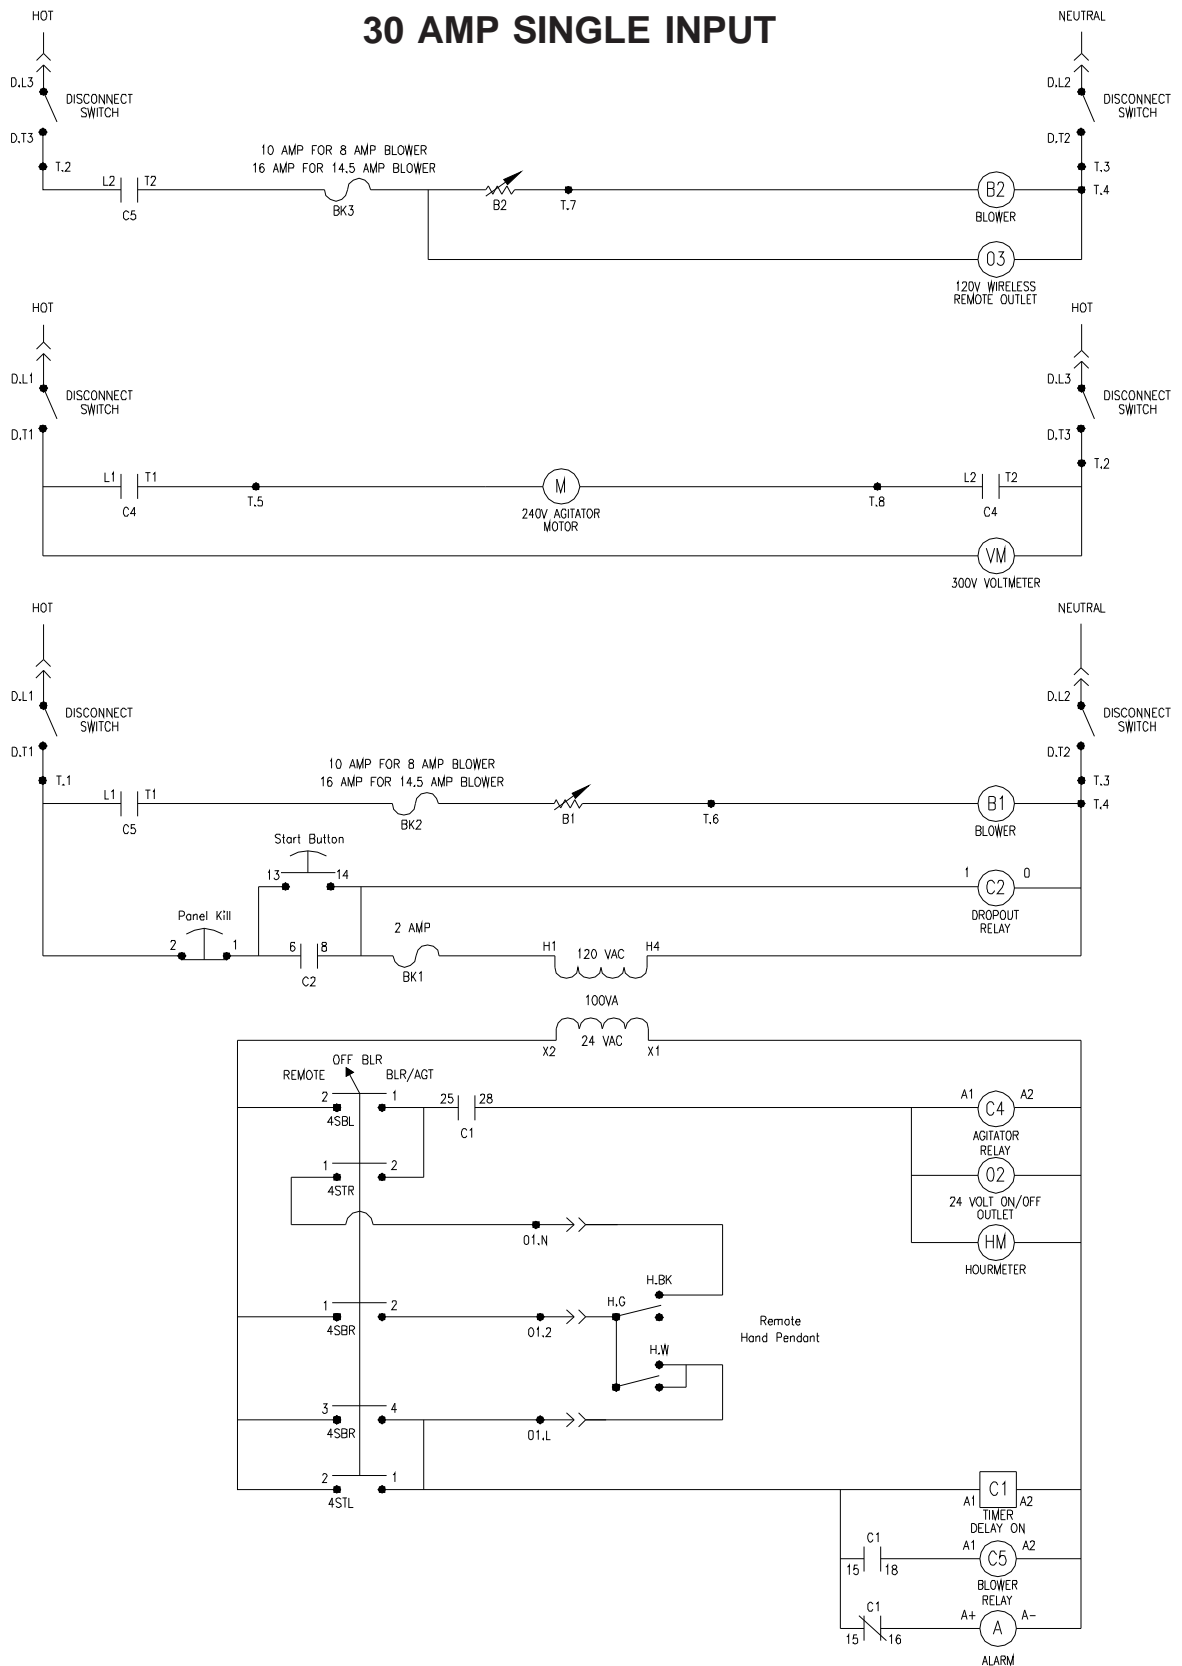 30 AMP SINGLE INPUT
HOT
NEUTRAL
D.L3
DISCONNECT
SWITCH
D.T3
T.2
D.L2
DISCONNECT
SWITCH
D.T2
T.3
T.4
10 AMP FOR 8 AMP BLOWER
16 AMP FOR 14.5 AMP BLOWER
L2 T2
C5
BK3
B2
T.7
B2
BLOWER
O3
120V WIRELESS
REMOTE OUTLET
HOT
HOT
D.L1
DISCONNECT
SWITCH
D.T1
D.L3
DISCONNECT
SWITCH
D.T3
T.2
L1 T1
C4
T.5
M
240V AGITATOR
MOTOR
T.8
L2 T2
C4
VM
300V VOLTMETER
HOT
NEUTRAL
D.L1
DISCONNECT
SWITCH
D.T1
T.1
D.L2
DISCONNECT
SWITCH
D.T2
T.3
T.4
10 AMP FOR 8 AMP BLOWER
16 AMP FOR 14.5 AMP BLOWER
L1 T1
C5
BK2
B1
T.6
B1
BLOWER
Start Button
13 14
1 C2 0
DROPOUT
RELAY
Panel Kill
2 1
6 8
C2
2 AMP
BK1
H1 120 VAC H4
100VA
X2 24 VAC X1
OFF BLR
REMOTE BLR/AGT
2 1
4SBL
25 28
C1
A1 C4 A2
AGITATOR
RELAY
1 2
4STR
O2
24 VOLT ON/OFF
OUTLET
O1.N
HM
HOURMETER
H.BK
1 2
4SBR
O1.2
H.G
Remote
Hand Pendant
H.W
3 4
4SBR
O1.L
2 1
4STL
C1
A1 A2
TIMER
DELAY ON
C1
15 18
A1 C5 A2
BLOWER
RELAY
C1
15 16
A+ A A-
ALARM